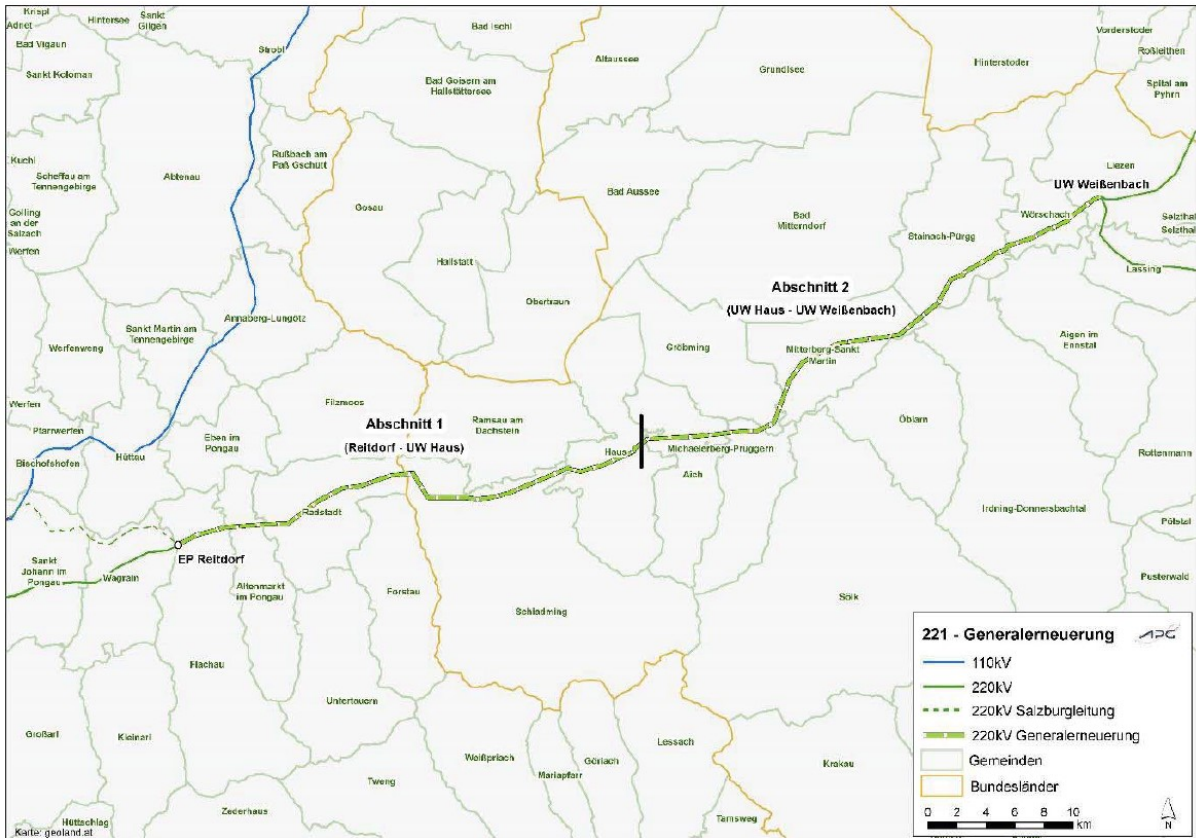 Krispl
Adnet
Hintersee
Sankt
Gilgen
Bad Vigaun
Sankt Koloman
Strobl
Bad Ischl
Bad Goisern am
Hallstättersee
Altaussee
Grundlsee
Hinterstoder
Vorderstoder
Roßleithen
Spital am
Pyhrn
Kuchl
Scheffau am
Tennengebirge
Golling
an der
Salzach
Werfen
Abtenau
Rußbach am
Paß Gschütt
Gosau
Hallstatt
Obertraun
Bad Aussee
Bad
Mitterndorf
Stainach-Pürgg
Wörschach
Liezen
UW Weißenbach
Selzthal
Selzthal
Lassing
Abschnitt 2
(UW Haus - UW Weißenbach)
Annaberg-Lungötz
Sankt Martin am
Tennengebirge
Werfenweng
Gröbming
Mitterberg-Sankt
Martin
Aigen im
Ennstal
Werfen
Pfarrwerfen
Bischofshofen
Hüttau
Eben im
Pongau
Filzmoos
Abschnitt 1
(Reitdorf - UW Haus)
Ramsau am
Dachstein
Haus
Michaelerberg-Pruggern
Aich
Öblarn
Rottenmann
Irdning-Donnersbachtal
Pölstal
Pusterwald
Radstadt
EP Reitdorf
Sankt
Johann im
Pongau
Wagrain
Altenmarkt
im Pongau
Forstau
Schladming
Sölk
Flachau
Untertauern
Großarl
Kleinarl
Weißpriach
Mariapfarr
Göriach
Lessach
Krakau
Tweng
Tamsweg
Zederhaus
Hüttschlag
Karte: geoland.at
221 - Generalerneuerung
APG
110kV
220kV
220kV Salzburgleitung
220kV Generalerneuerung
Gemeinden
Bundesländer
0 2 4 6 8 10
km
N